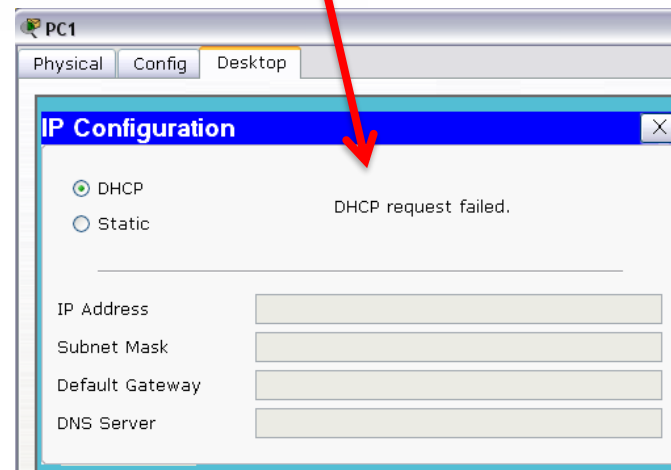 PC1
Physical Config Desktop
IP Configuration X
DHCP
DHCP request failed.
Static
IP Address
Subnet Mask
Default Gateway
DNS Server